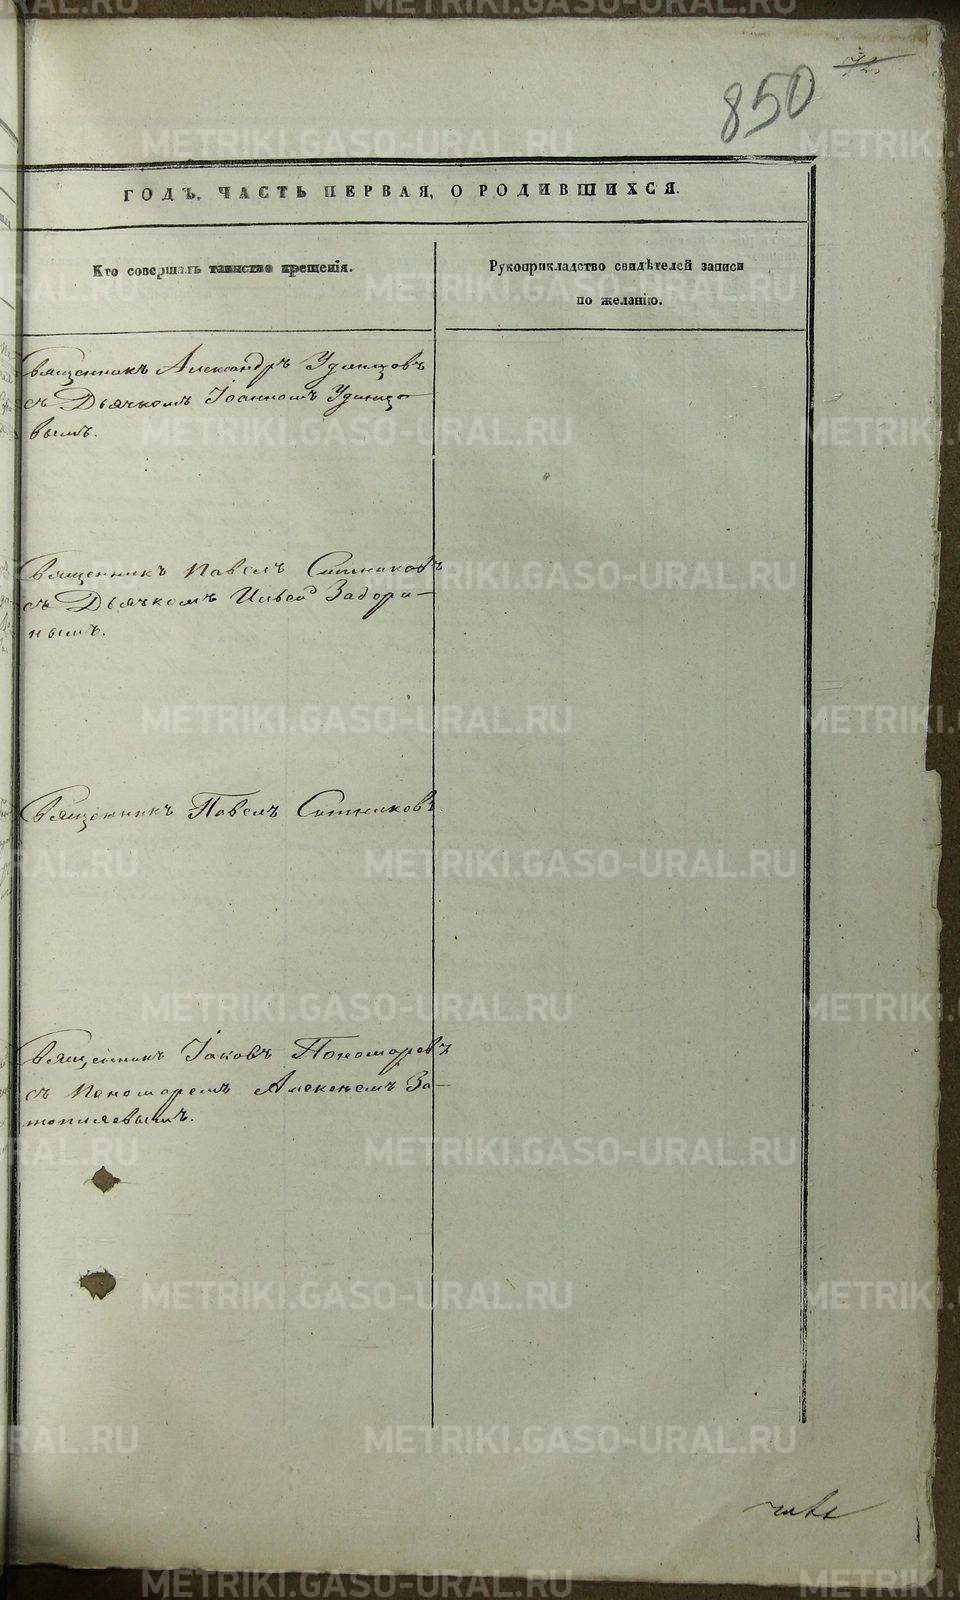 850
ГОДЪ. ЧАСТЬ ПЕРВАЯ, О РОДИВШИХСЯ.
Кто совершалъ таинство крещенія.
Рукоприкладство свидѣтелей записи
по желанію.
Священникъ Александръ Удинцовъ
съ Дьячкомъ Іоанномъ Удинцо-
вымъ.
Священникъ Павелъ Ситниковъ
съ Дьячкомъ Ильей Задори-
нымъ.
Священникъ Павелъ Ситниковъ.
Священникъ Іаковъ Пономаревъ
съ Пономаремъ Алексѣемъ За-
топляевымъ.
METRIKI.GASO-URAL.RU